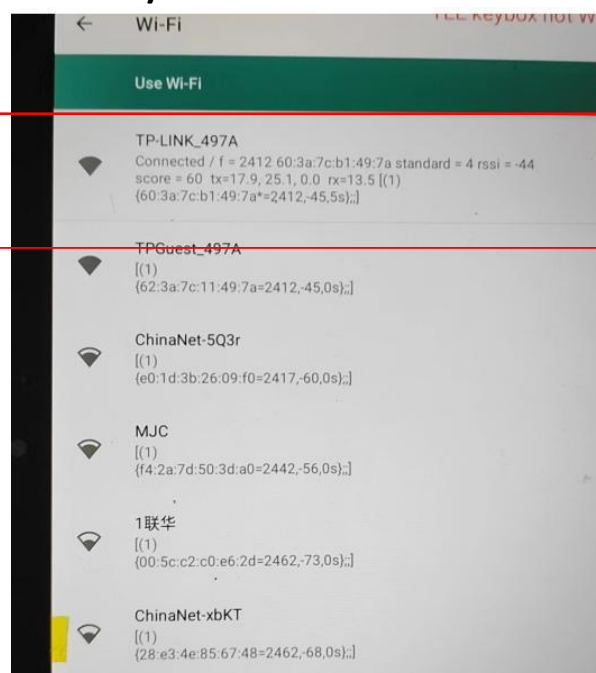 Wi-Fi
keybox not W
Use Wi-Fi
TP-LINK_497A
Connected / f = 2412 60:3a:7c:b1:49:7a standard = 4 rssi = -44
score = 60 tx=17.9, 25.1, 0.0 rx=13.5 [(1)
{60:3a:7c:b1:49:7a*=2412,-45,5s};;]
TPGuest_497A
[(1)
{62:3a:7c:11:49:7a=2412,-45,0s};;]
ChinaNet-5Q3r
[(1)
{e0:1d:3b:26:09:f0=2417,-60,0s};;]
MJC
[(1)
{f4:2a:7d:50:3d:a0=2442,-56,0s};;]
1联华
[(1)
{00:5c:c2:c0:e6:2d=2462,-73,0s};;]
ChinaNet-xbKT
[(1)
{28:e3:4e:85:67:48=2462,-68,0s};;]